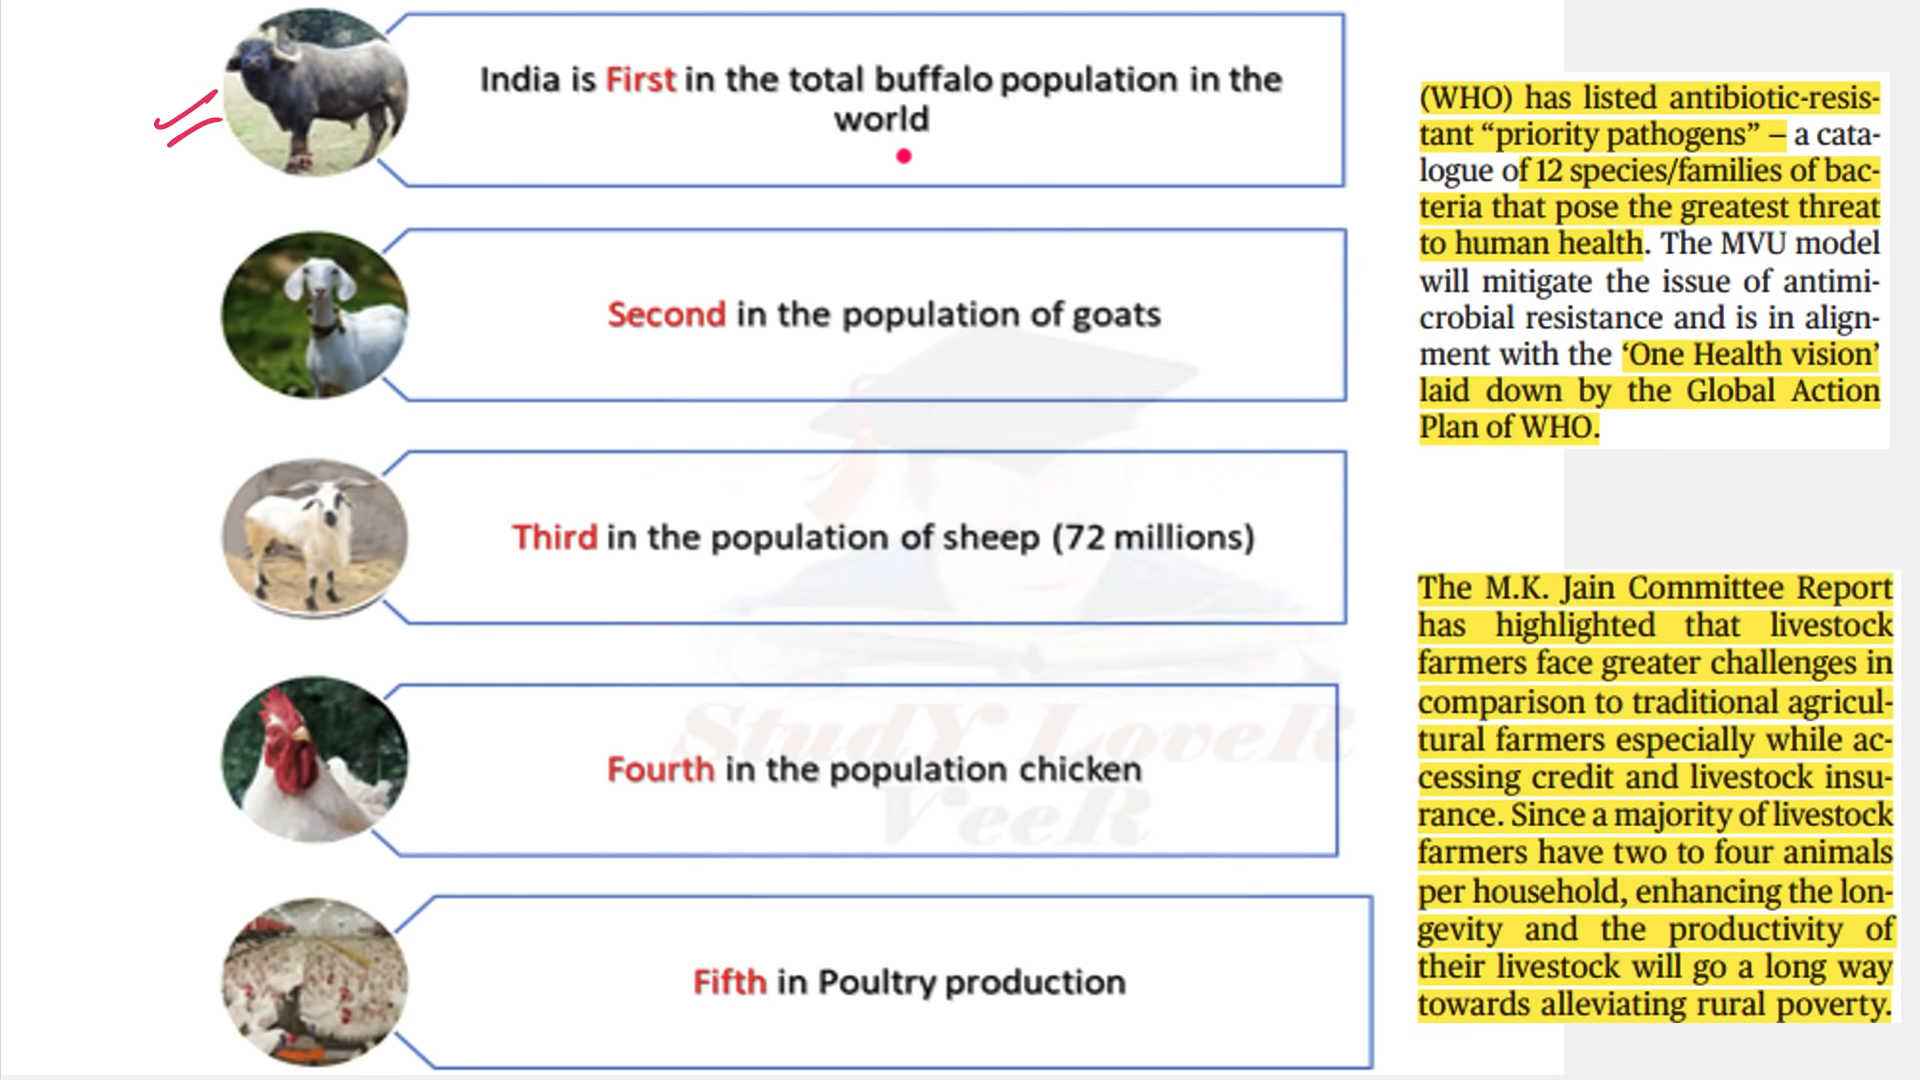 India is First in the total buffalo population in the
world
Second in the population of goats
Third in the population of sheep (72 millions)
Fourth in the population chicken
Fifth in Poultry production
StudY LoveR
VeeR
(WHO) has listed antibiotic-resis-
tant “priority pathogens” – a cata-
logue of 12 species/families of bac-
teria that pose the greatest threat
to human health. The MVU model
will mitigate the issue of antimi-
crobial resistance and is in align-
ment with the ‘One Health vision’
laid down by the Global Action
Plan of WHO.
The M.K. Jain Committee Report
has highlighted that livestock
farmers face greater challenges in
comparison to traditional agricul-
tural farmers especially while ac-
cessing credit and livestock insu-
rance. Since a majority of livestock
farmers have two to four animals
per household, enhancing the lon-
gevity and the productivity of
their livestock will go a long way
towards alleviating rural poverty.